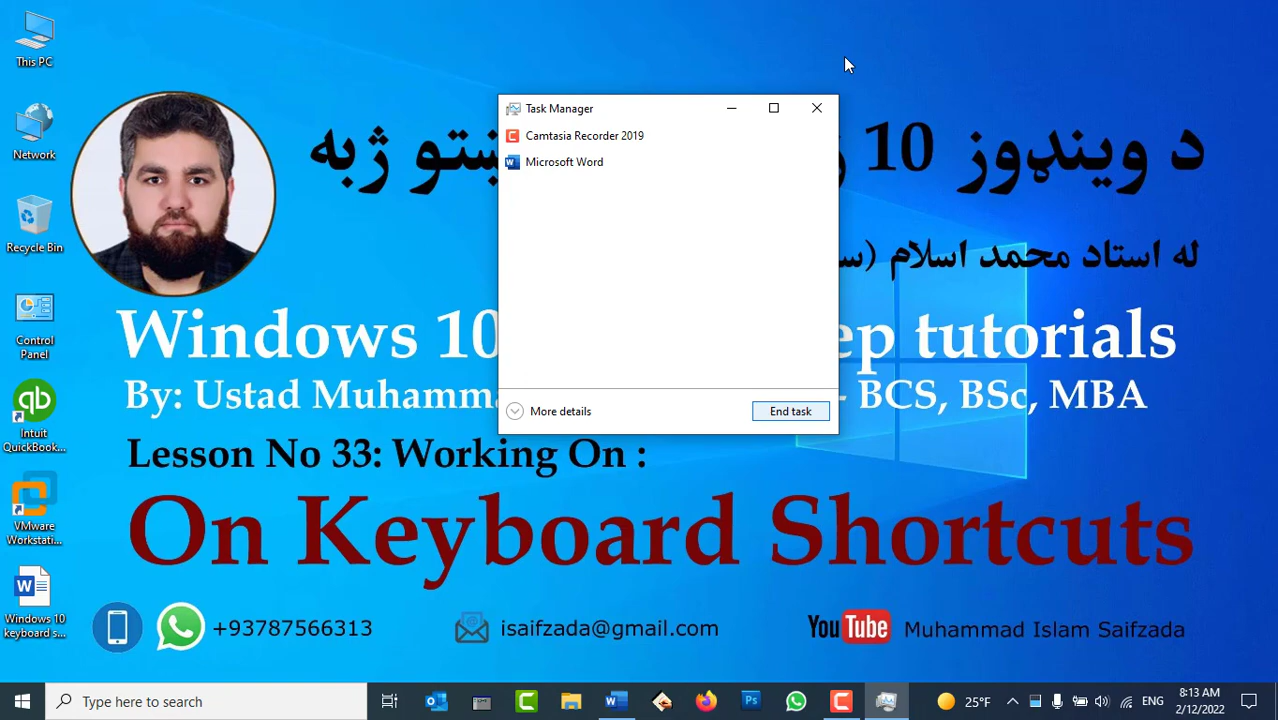 This PC
Network
Recycle Bin
Control
Panel
Intuit
QuickBook...
VMware
Workstati...
Windows 10
keyboard s...
Task Manager
Camtasia Recorder 2019
Microsoft Word
More details
End task
د وینډوز 10
ژبه
له استاد محمد اسلام (س
Windows 10
ep tutorials
By: Ustad Muhamma
- BCS, BSc, MBA
Lesson No 33: Working On :
On Keyboard Shortcuts
+93787566313
isaifzada@gmail.com
YouTube
Muhammad Islam Saifzada
Type here to search
25°F
ENG
8:13 AM
2/12/2022